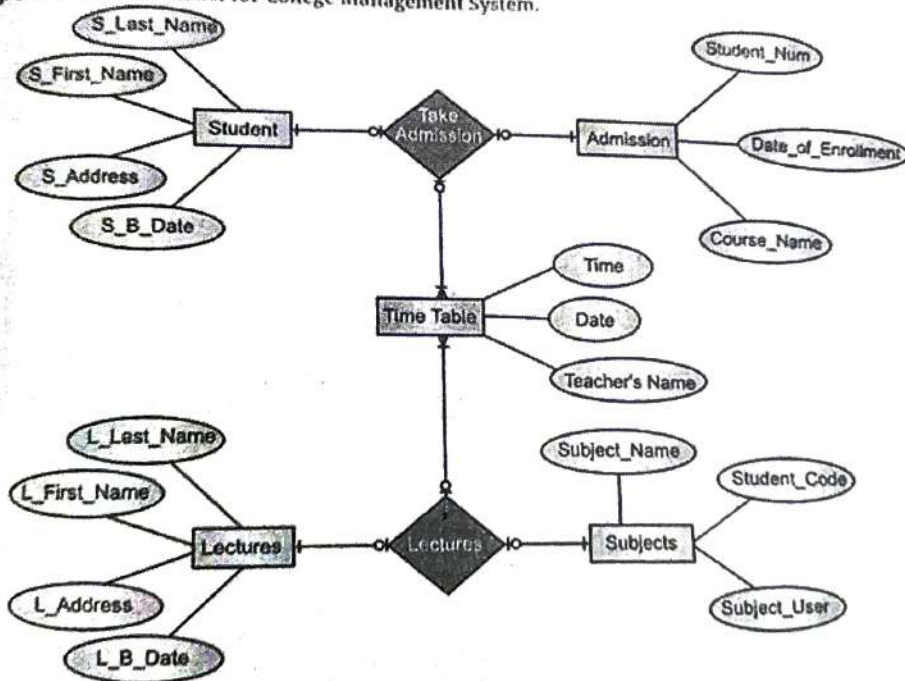 for College Management System.
S_Last_Name
S_First_Name
Student
S_Address
S_B_Date
Take
Admission
Admission
Student_Num
Date_of_Enrollment
Course_Name
Time Table
Time
Date
Teacher's Name
L_Last_Name
L_First_Name
Lectures
L_Address
L_B_Date
Lectures
Subjects
Subject_Name
Student_Code
Subject_User